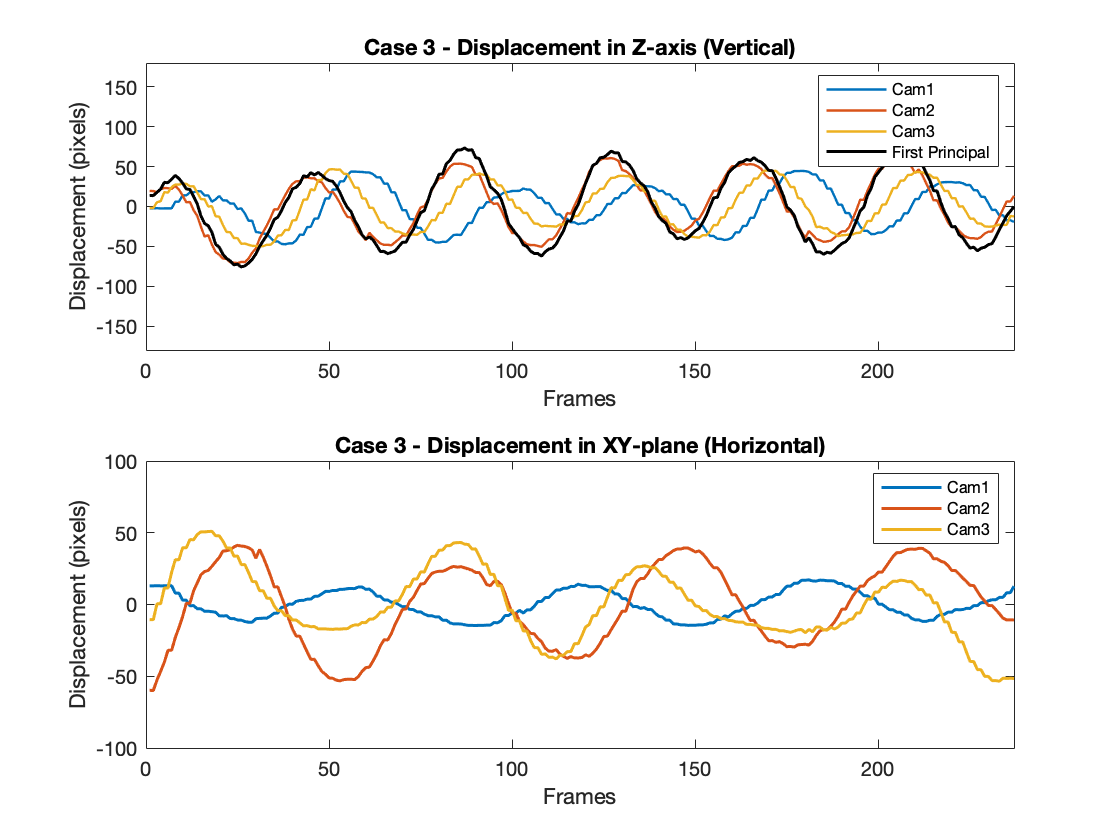 Case 3 - Displacement in Z-axis (Vertical)
Displacement (pixels)
150
100
50
0
-50
-100
-150
Cam1
Cam2
Cam3
First Principal
0 50 100 150 200
Frames
Case 3 - Displacement in XY-plane (Horizontal)
Displacement (pixels)
100
50
0
-50
-100
Cam1
Cam2
Cam3
0 50 100 150 200
Frames